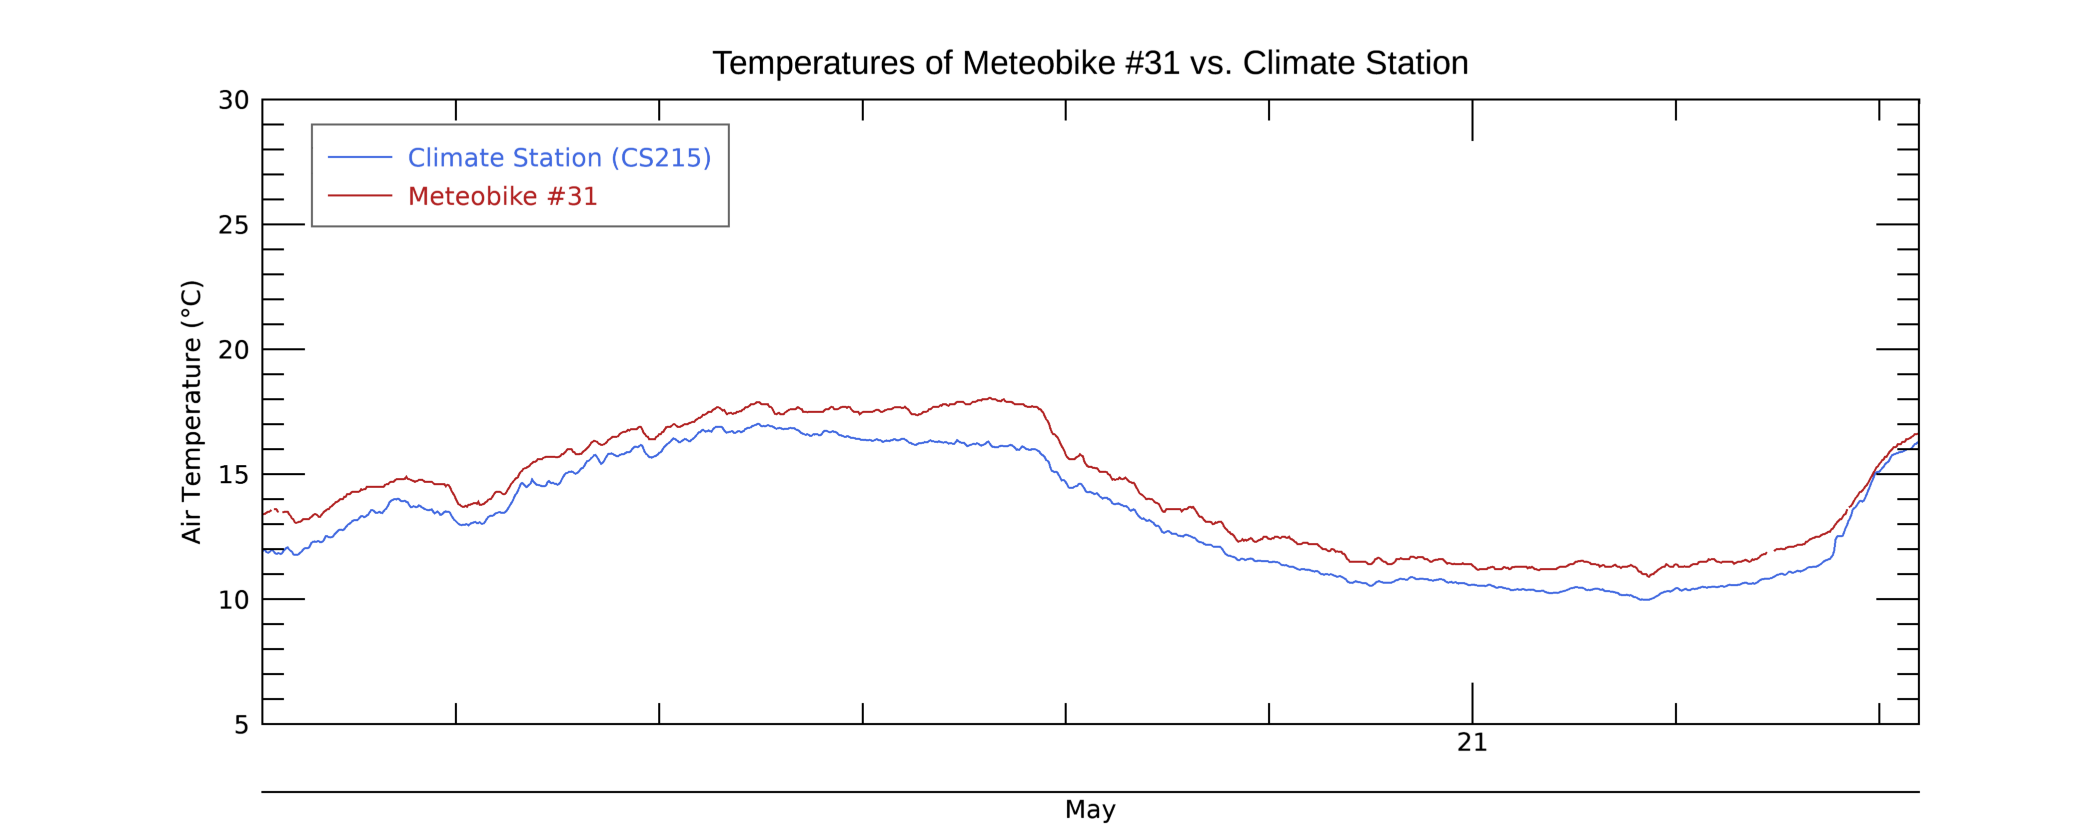 Temperatures of Meteobike #31 vs. Climate Station
30
25
20
15
10
5
Air Temperature (°C)
Climate Station (CS215)
Meteobike #31
21
May